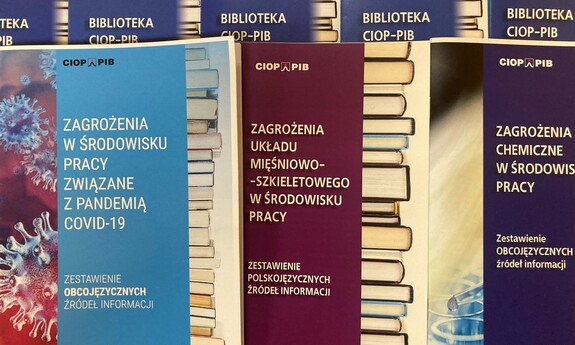 BIBLIOTEKA
CIOP–PIB
BIBLIOTEKA
CIOP–PIB
BIBLIOTEKA
CIOP–PIB
BIBLIOTEKA
CIOP–PIB
CIOP PIB
ZAGROŻENIA
W ŚRODOWISKU
PRACY
ZWIĄZANE
Z PANDEMIĄ
COVID-19
ZESTAWIENIE
OBCOJĘZYCZNYCH
ŹRÓDEŁ INFORMACJI
CIOP PIB
ZAGROŻENIA
UKŁADU
MIĘŚNIOWO-
-SZKIELETOWEGO
W ŚRODOWISKU
PRACY
ZESTAWIENIE
POLSKOJĘZYCZNYCH
ŹRÓDEŁ INFORMACJI
CIOP PIB
ZAGROŻENIA
CHEMICZNE
W ŚRODOWIS
PRACY
Zestawienie
OBCOJĘZYCZNYCH
źródeł informacji